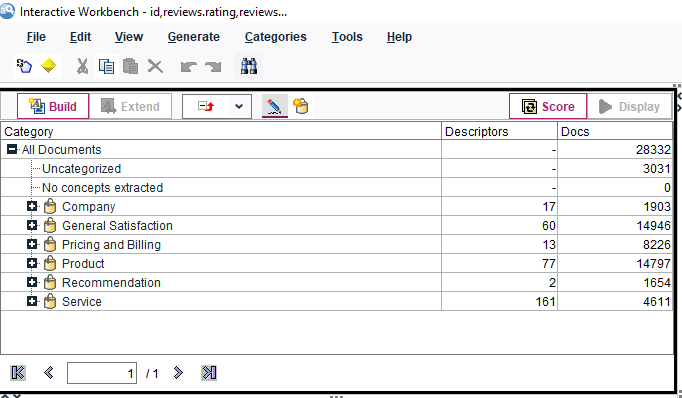 Interactive Workbench - id,reviews.rating,reviews...
File Edit View Generate Categories Tools Help
Build Extend Score Display
Category Descriptors Docs
All Documents - 28332
Uncategorized - 3031
No concepts extracted - 0
Company 17 1903
General Satisfaction 60 14946
Pricing and Billing 13 8226
Product 77 14797
Recommendation 2 1654
Service 161 4611
1 / 1